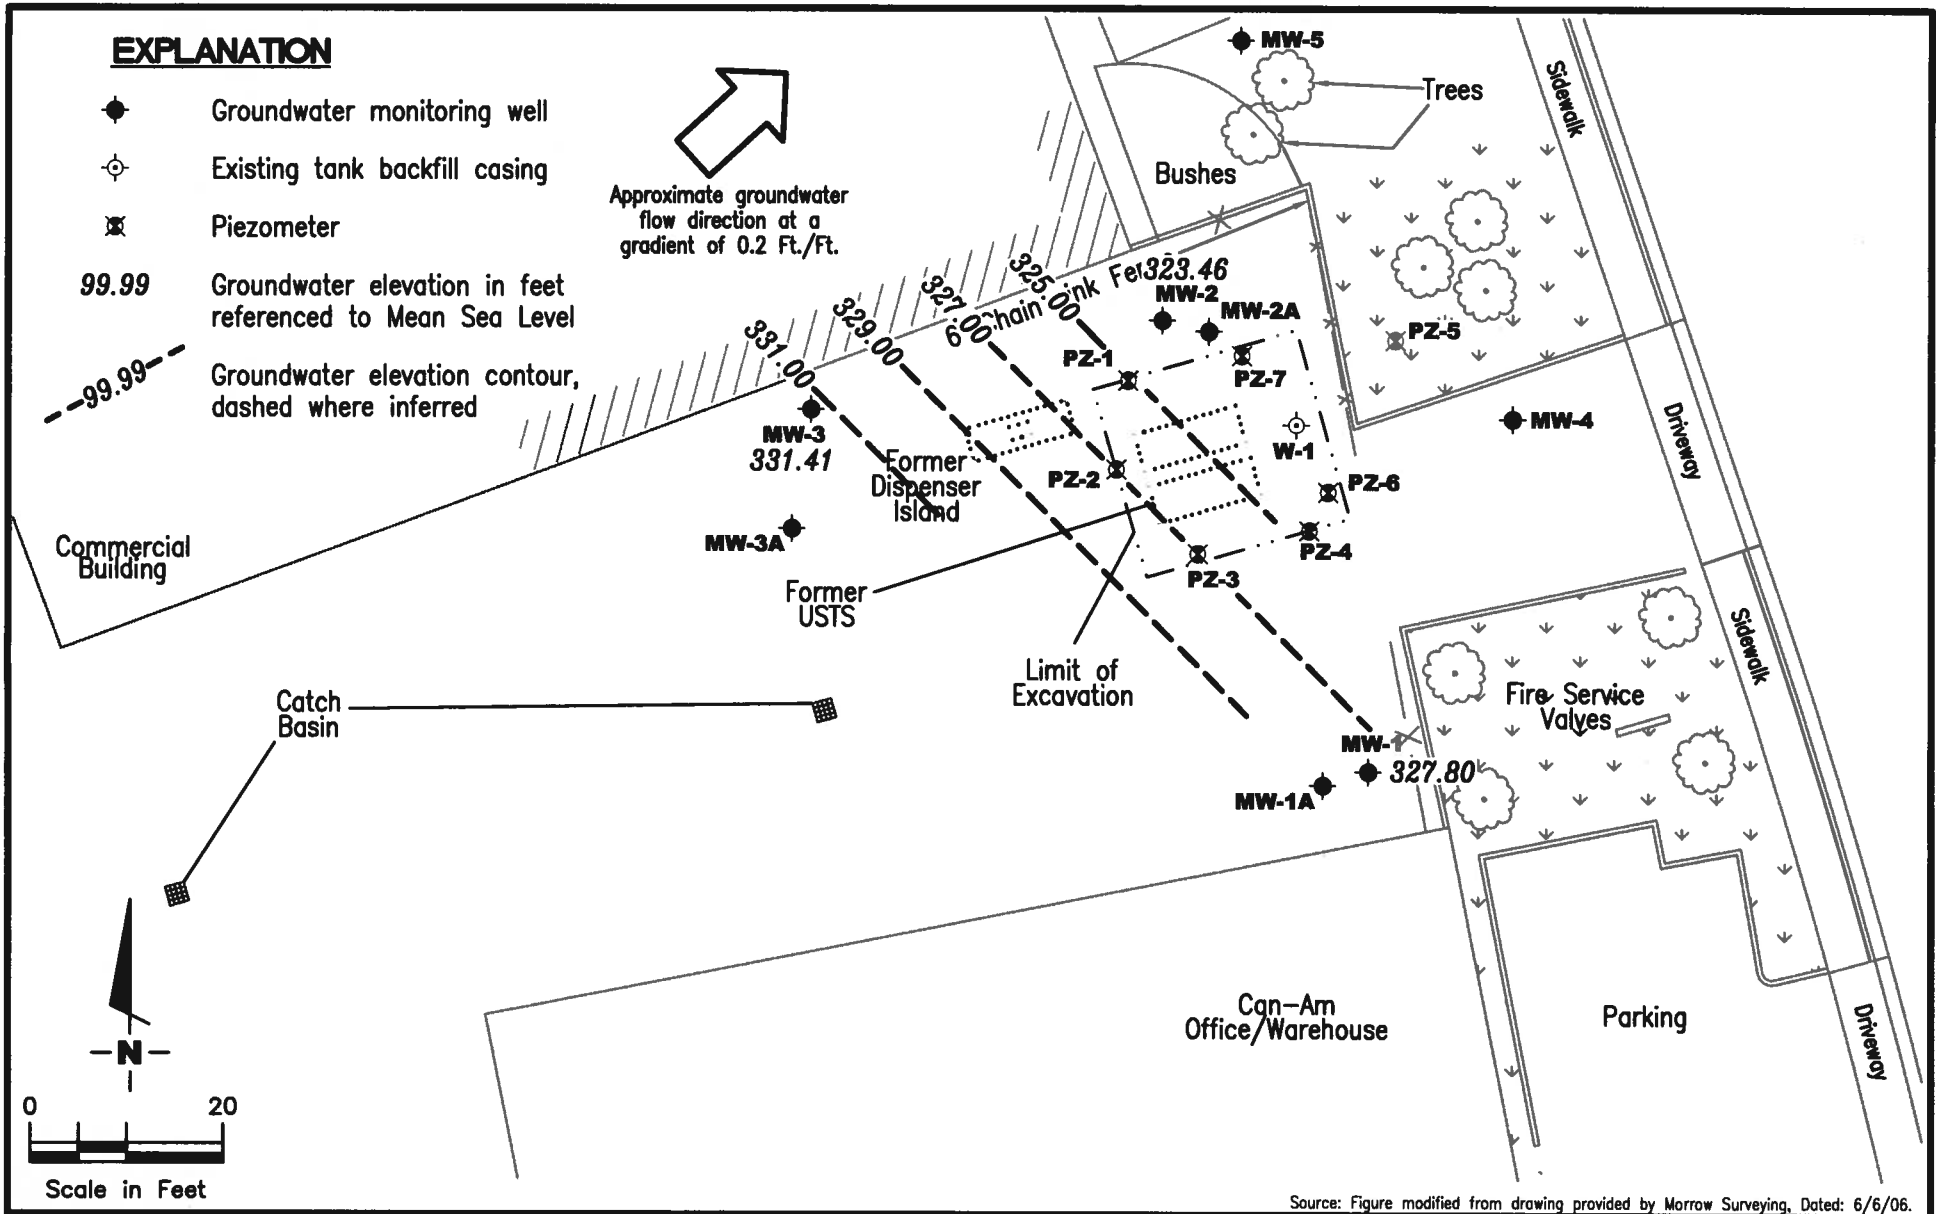 EXPLANATION
Groundwater monitoring well
Existing tank backfill casing
Piezometer
99.99
Groundwater elevation in feet
referenced to Mean Sea Level
99.99
Groundwater elevation contour,
dashed where inferred
Approximate groundwater
flow direction at a
gradient of 0.2 Ft./Ft.
MW-5
Trees
Sidewalk
Bushes
323.46
MW-2
MW-2A
325.00
327.00
329.00
331.00
6' Chain Link Fen
PZ-1
PZ-7
PZ-5
MW-3
331.41
MW-4
W-1
Driveway
Former
Dispenser
Island
PZ-2
PZ-6
MW-3A
PZ-4
PZ-3
Commercial
Building
Former
USTS
Limit of
Excavation
Sidewalk
Catch
Basin
Fire Service
Valves
MW-1
327.80
MW-1A
Can-Am
Office/Warehouse
Parking
Driveway
N
0 20
Scale in Feet
Source: Figure modified from drawing provided by Morrow Surveying, Dated: 6/6/06.